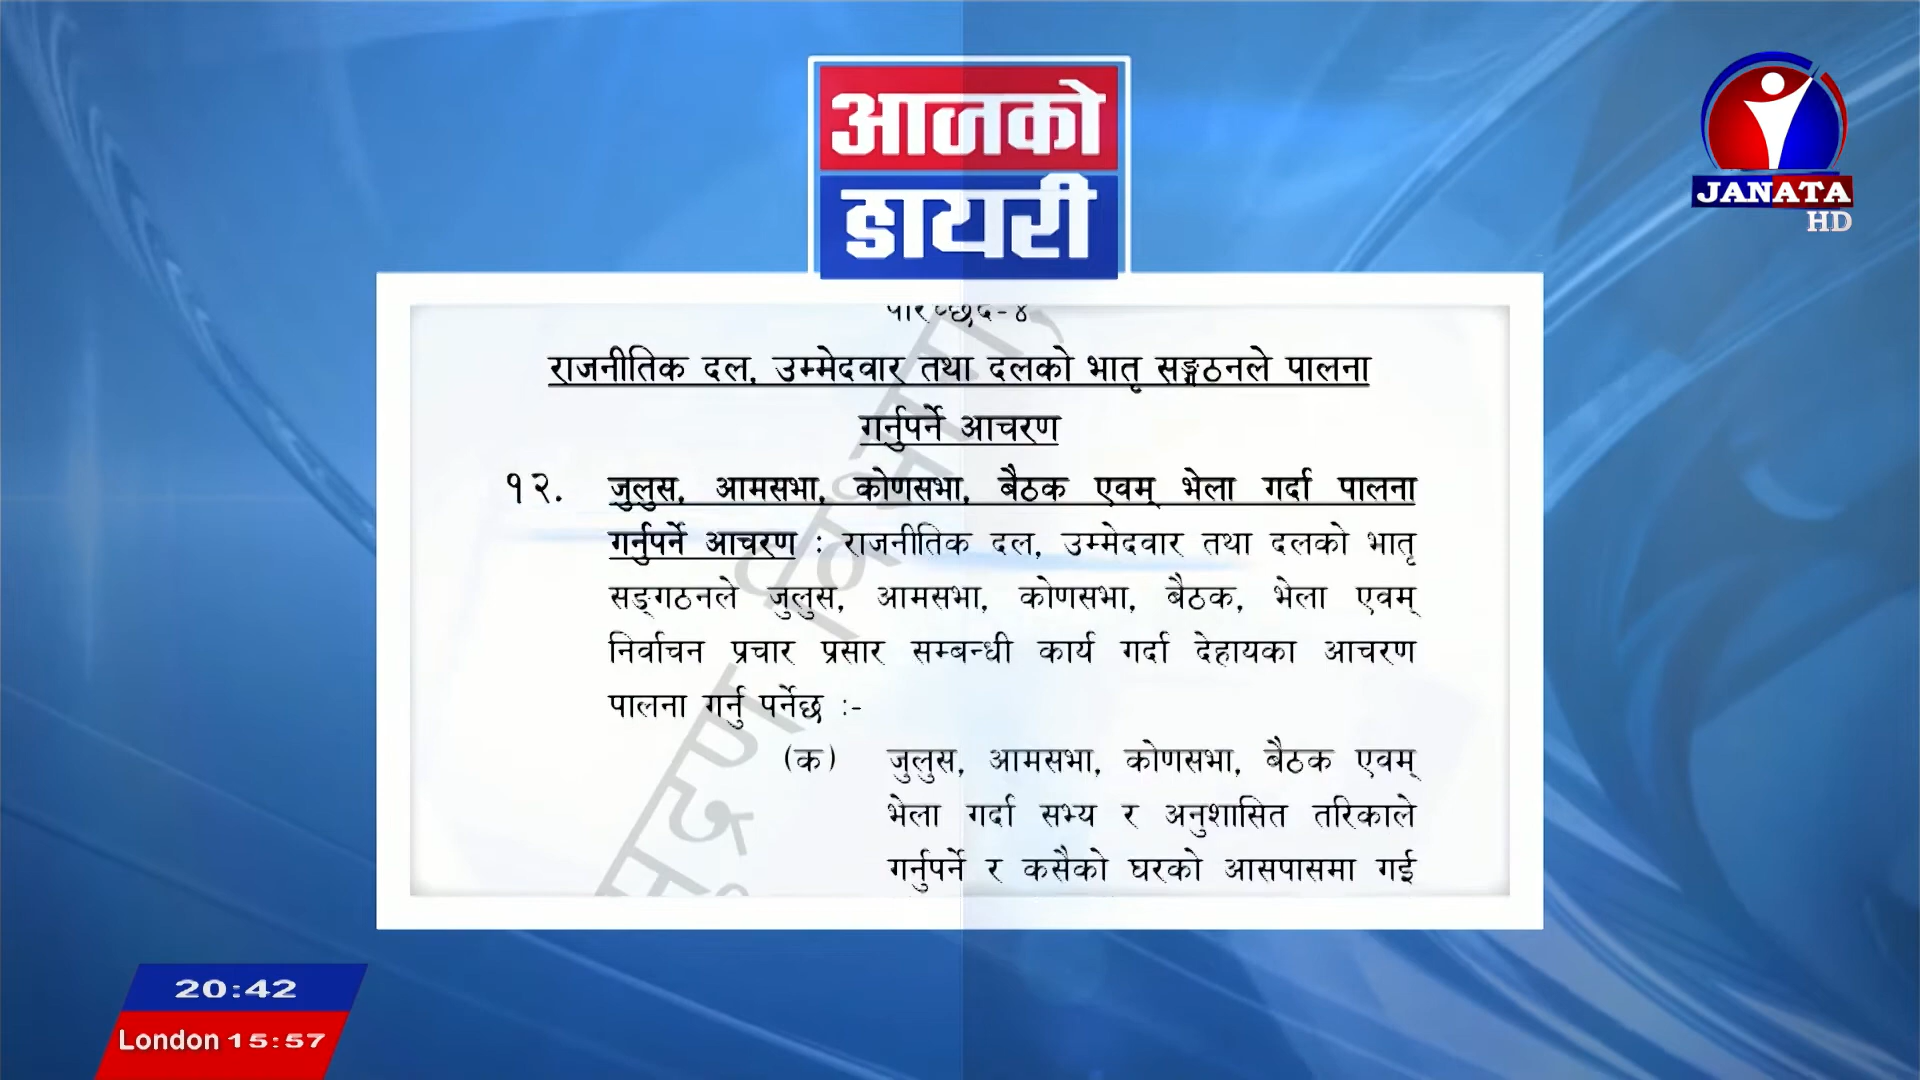 आजको
डायरी
JANATA
HD
परिच्छेद-४
राजनीतिक दल, उम्मेदवार तथा दलको भातृ सङ्गठनले पालना
गर्नुपर्ने आचरण
१२. जुलुस, आमसभा, कोणसभा, बैठक एवम् भेला गर्दा पालना
गर्नुपर्ने आचरण : राजनीतिक दल, उम्मेदवार तथा दलको भातृ
सङ्गठनले जुलुस, आमसभा, कोणसभा, बैठक, भेला एवम्
निर्वाचन प्रचार प्रसार सम्बन्धी कार्य गर्दा देहायका आचरण
पालना गर्नु पर्नेछ :-
(क) जुलुस, आमसभा, कोणसभा, बैठक एवम्
भेला गर्दा सभ्य र अनुशासित तरिकाले
गर्नुपर्ने र कसैको घरको आसपासमा गई
20:42
London 15:57